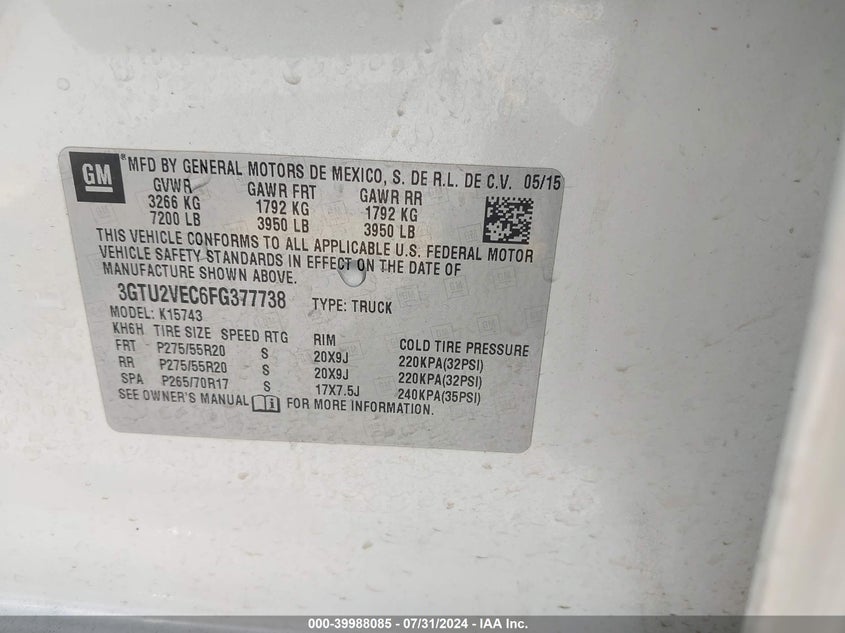 GM ® MFD BY GENERAL MOTORS DE MEXICO, S. DE R.L. DE C.V. 05/15
GVWR GAWR FRT GAWR RR
3266 KG 1792 KG 1792 KG
7200 LB 3950 LB 3950 LB
THIS VEHICLE CONFORMS TO ALL APPLICABLE U.S. FEDERAL MOTOR
VEHICLE SAFETY STANDARDS IN EFFECT ON THE DATE OF
MANUFACTURE SHOWN ABOVE.
3GTU2VEC6FG377738 TYPE: TRUCK
MODEL: K15743
KH6H TIRE SIZE SPEED RTG RIM COLD TIRE PRESSURE
FRT P275/55R20 S 20X9J 220KPA(32PSI)
RR P275/55R20 S 20X9J 220KPA(32PSI)
SPA P265/70R17 S 17X7.5J 240KPA(35PSI)
SEE OWNER'S MANUAL FOR MORE INFORMATION.
000-39988085 / 07/31/2024 - IAA Inc.